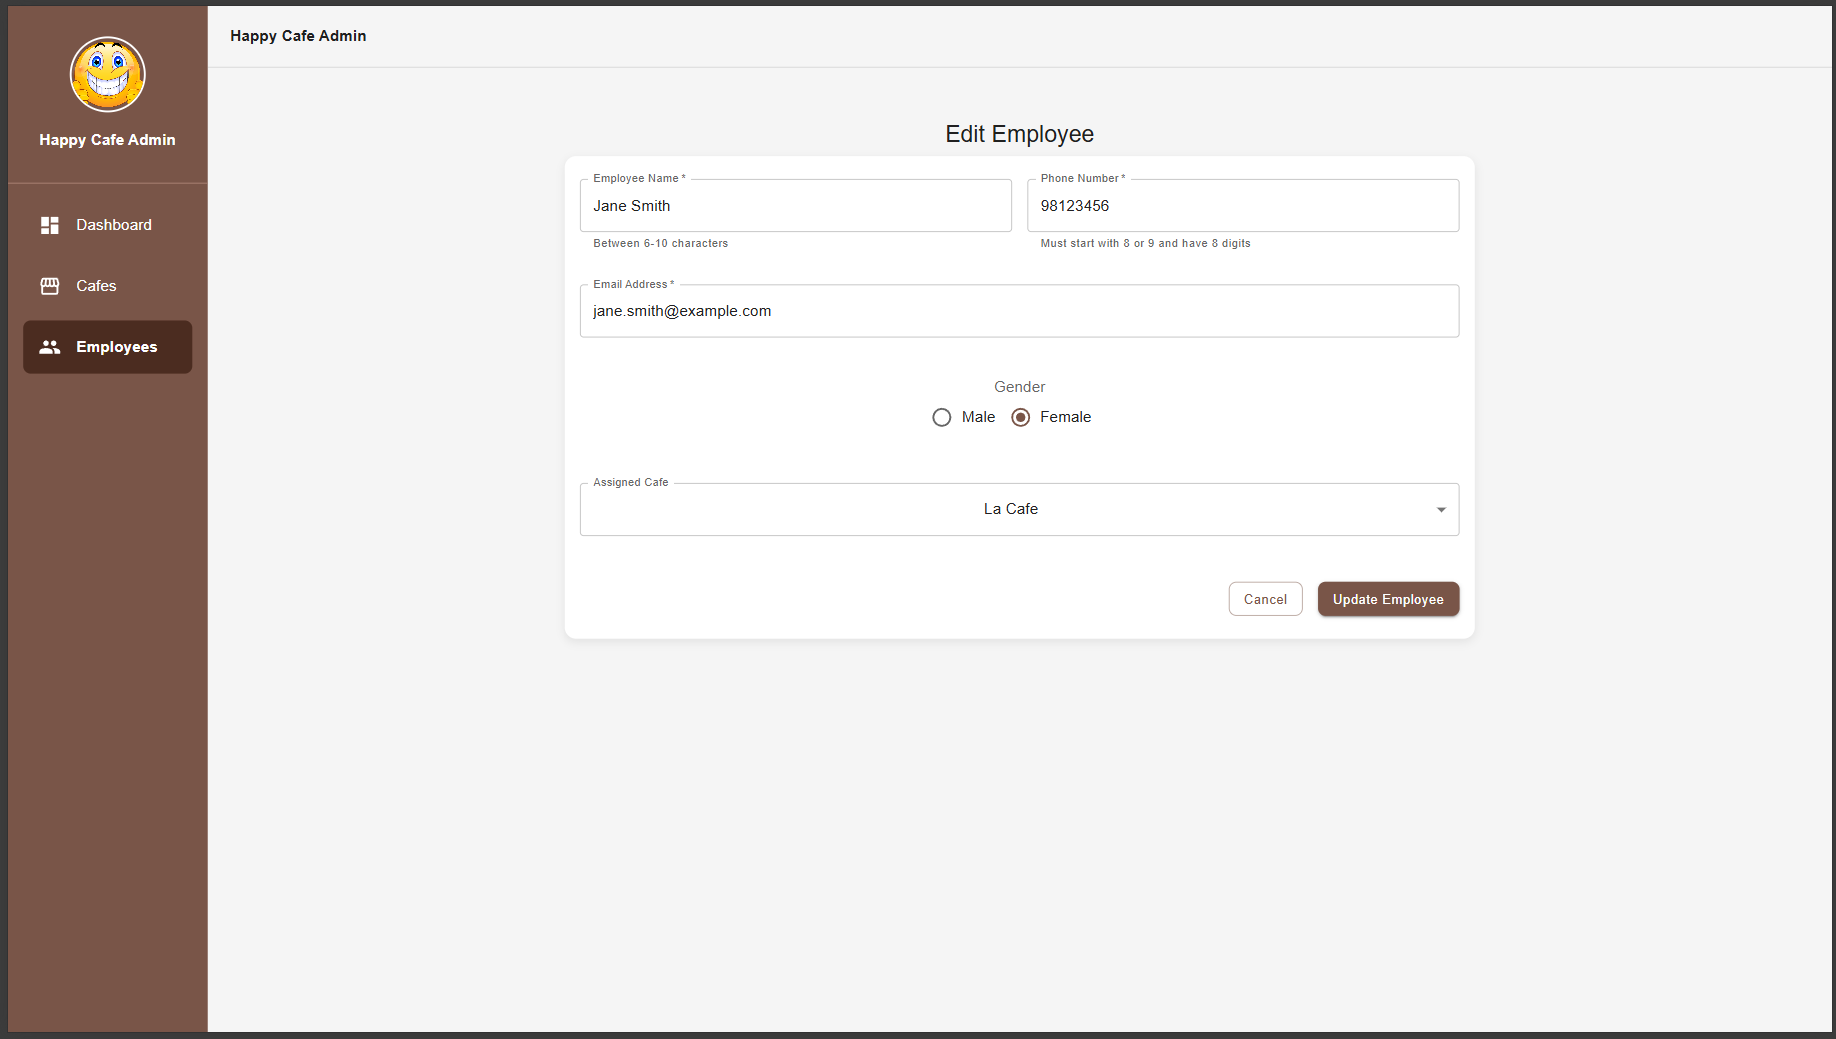 Happy Cafe Admin
Happy Cafe Admin
Dashboard
Cafes
Employees
Edit Employee
Employee Name *
Jane Smith
Between 6-10 characters
Phone Number *
98123456
Must start with 8 or 9 and have 8 digits
Email Address *
jane.smith@example.com
Gender
Male
Female
Assigned Cafe
La Cafe
Cancel
Update Employee